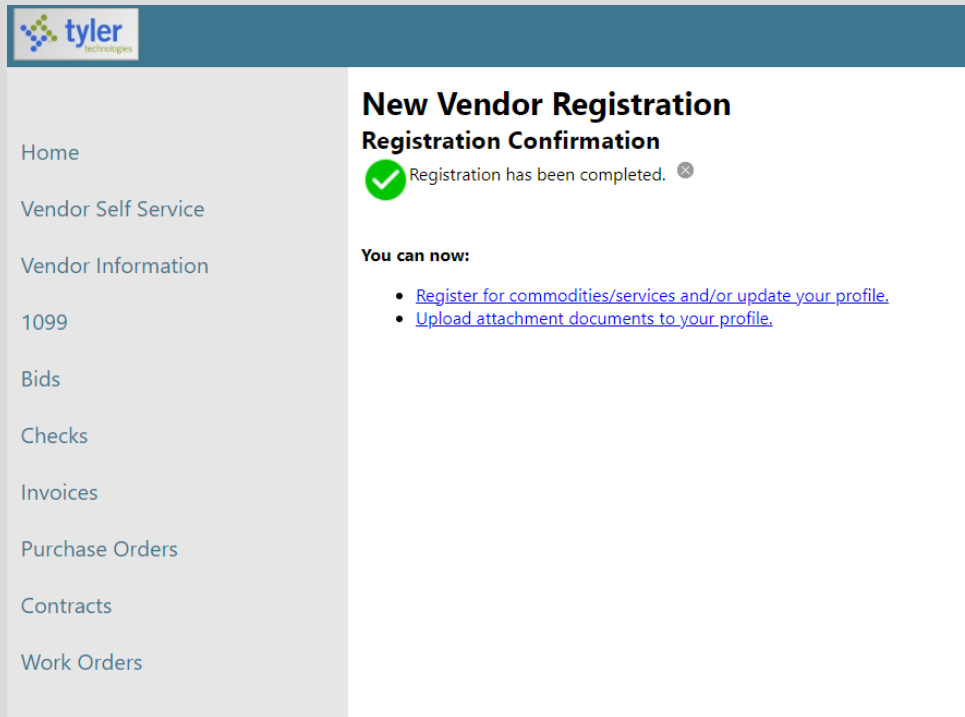 tyler
technologies
Home
Vendor Self Service
Vendor Information
1099
Bids
Checks
Invoices
Purchase Orders
Contracts
Work Orders
New Vendor Registration
Registration Confirmation
Registration has been completed.
You can now:
Register for commodities/services and/or update your profile.
Upload attachment documents to your profile.